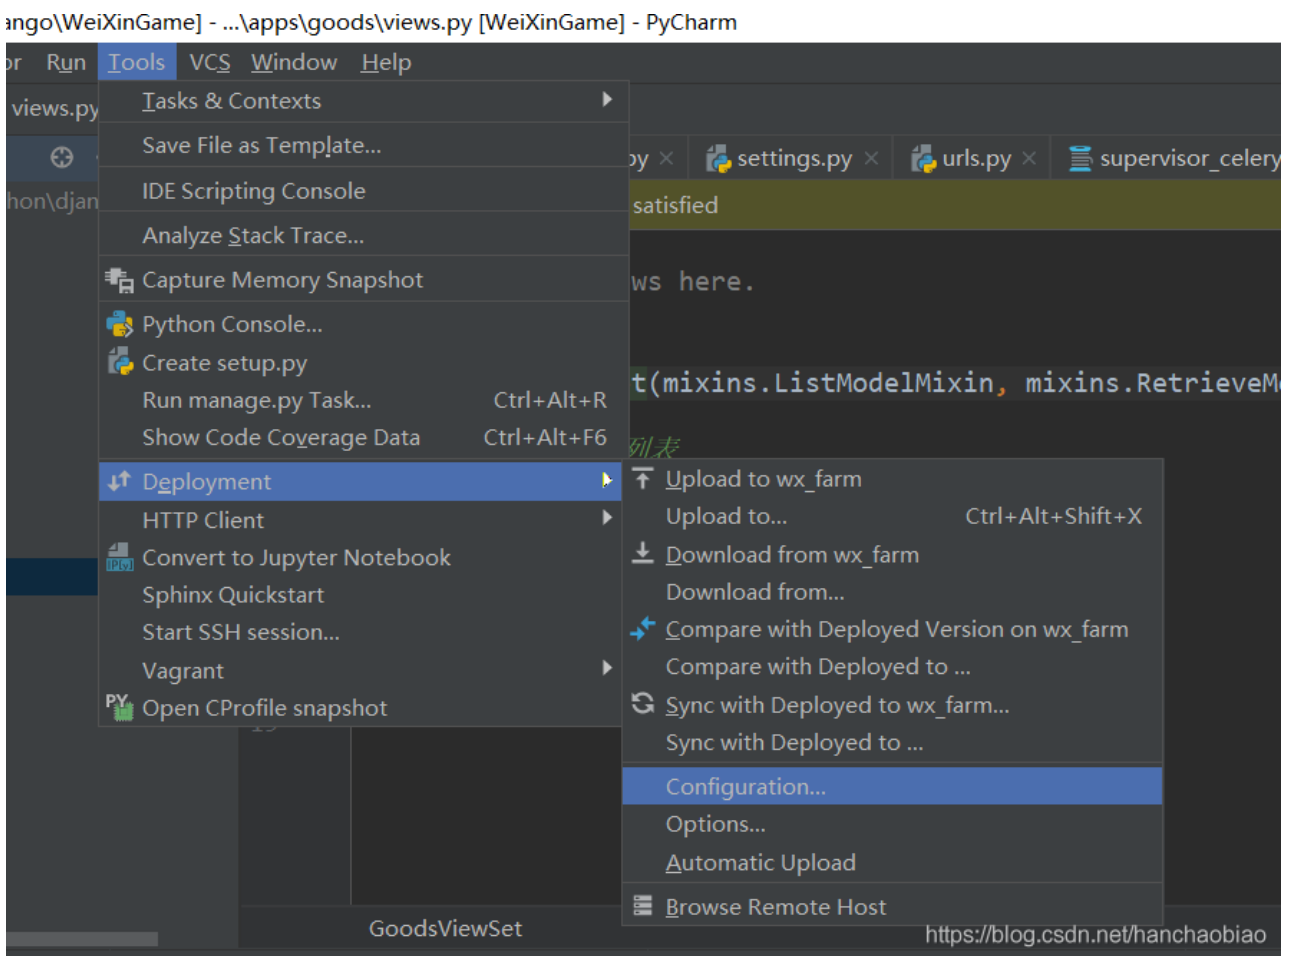 ango\WeiXinGame] - ...\apps\goods\views.py [WeiXinGame] - PyCharm
or Run Tools VCS Window Help
views.py
Tasks & Contexts
Save File as Template...
py settings.py urls.py supervisor_celery
IDE Scripting Console
hon\djan
satisfied
Analyze Stack Trace...
Capture Memory Snapshot
ws here.
Python Console...
Create setup.py
t(mixins.ListModelMixin, mixins.RetrieveMo
Run manage.py Task... Ctrl+Alt+R
Show Code Coverage Data Ctrl+Alt+F6
列表
Deployment
HTTP Client
Convert to Jupyter Notebook
Sphinx Quickstart
Start SSH session...
Vagrant
Open CProfile snapshot
Upload to wx_farm
Upload to... Ctrl+Alt+Shift+X
Download from wx_farm
Download from...
Compare with Deployed Version on wx_farm
Compare with Deployed to ...
Sync with Deployed to wx_farm...
Sync with Deployed to ...
Configuration...
Options...
Automatic Upload
Browse Remote Host
GoodsViewSet
https://blog.csdn.net/hanchaobiao